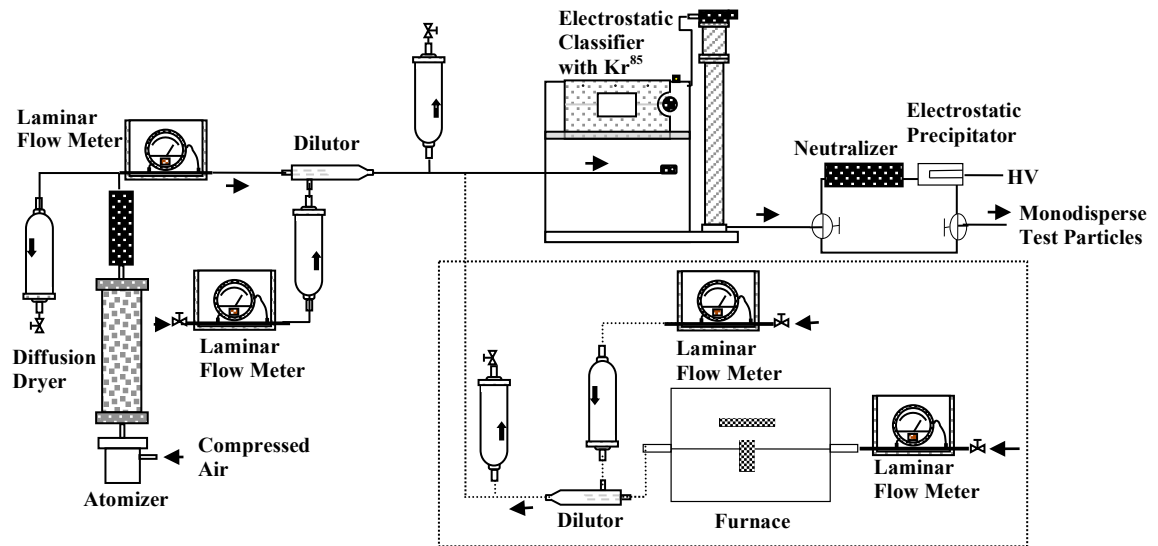 Electrostatic
Classifier
with Kr85
Laminar
Flow Meter
Dilutor
Electrostatic
Precipitator
Neutralizer
HV
Monodisperse
Test Particles
Diffusion
Dryer
Laminar
Flow Meter
Compressed
Air
Atomizer
Laminar
Flow Meter
Laminar
Flow Meter
Dilutor
Furnace